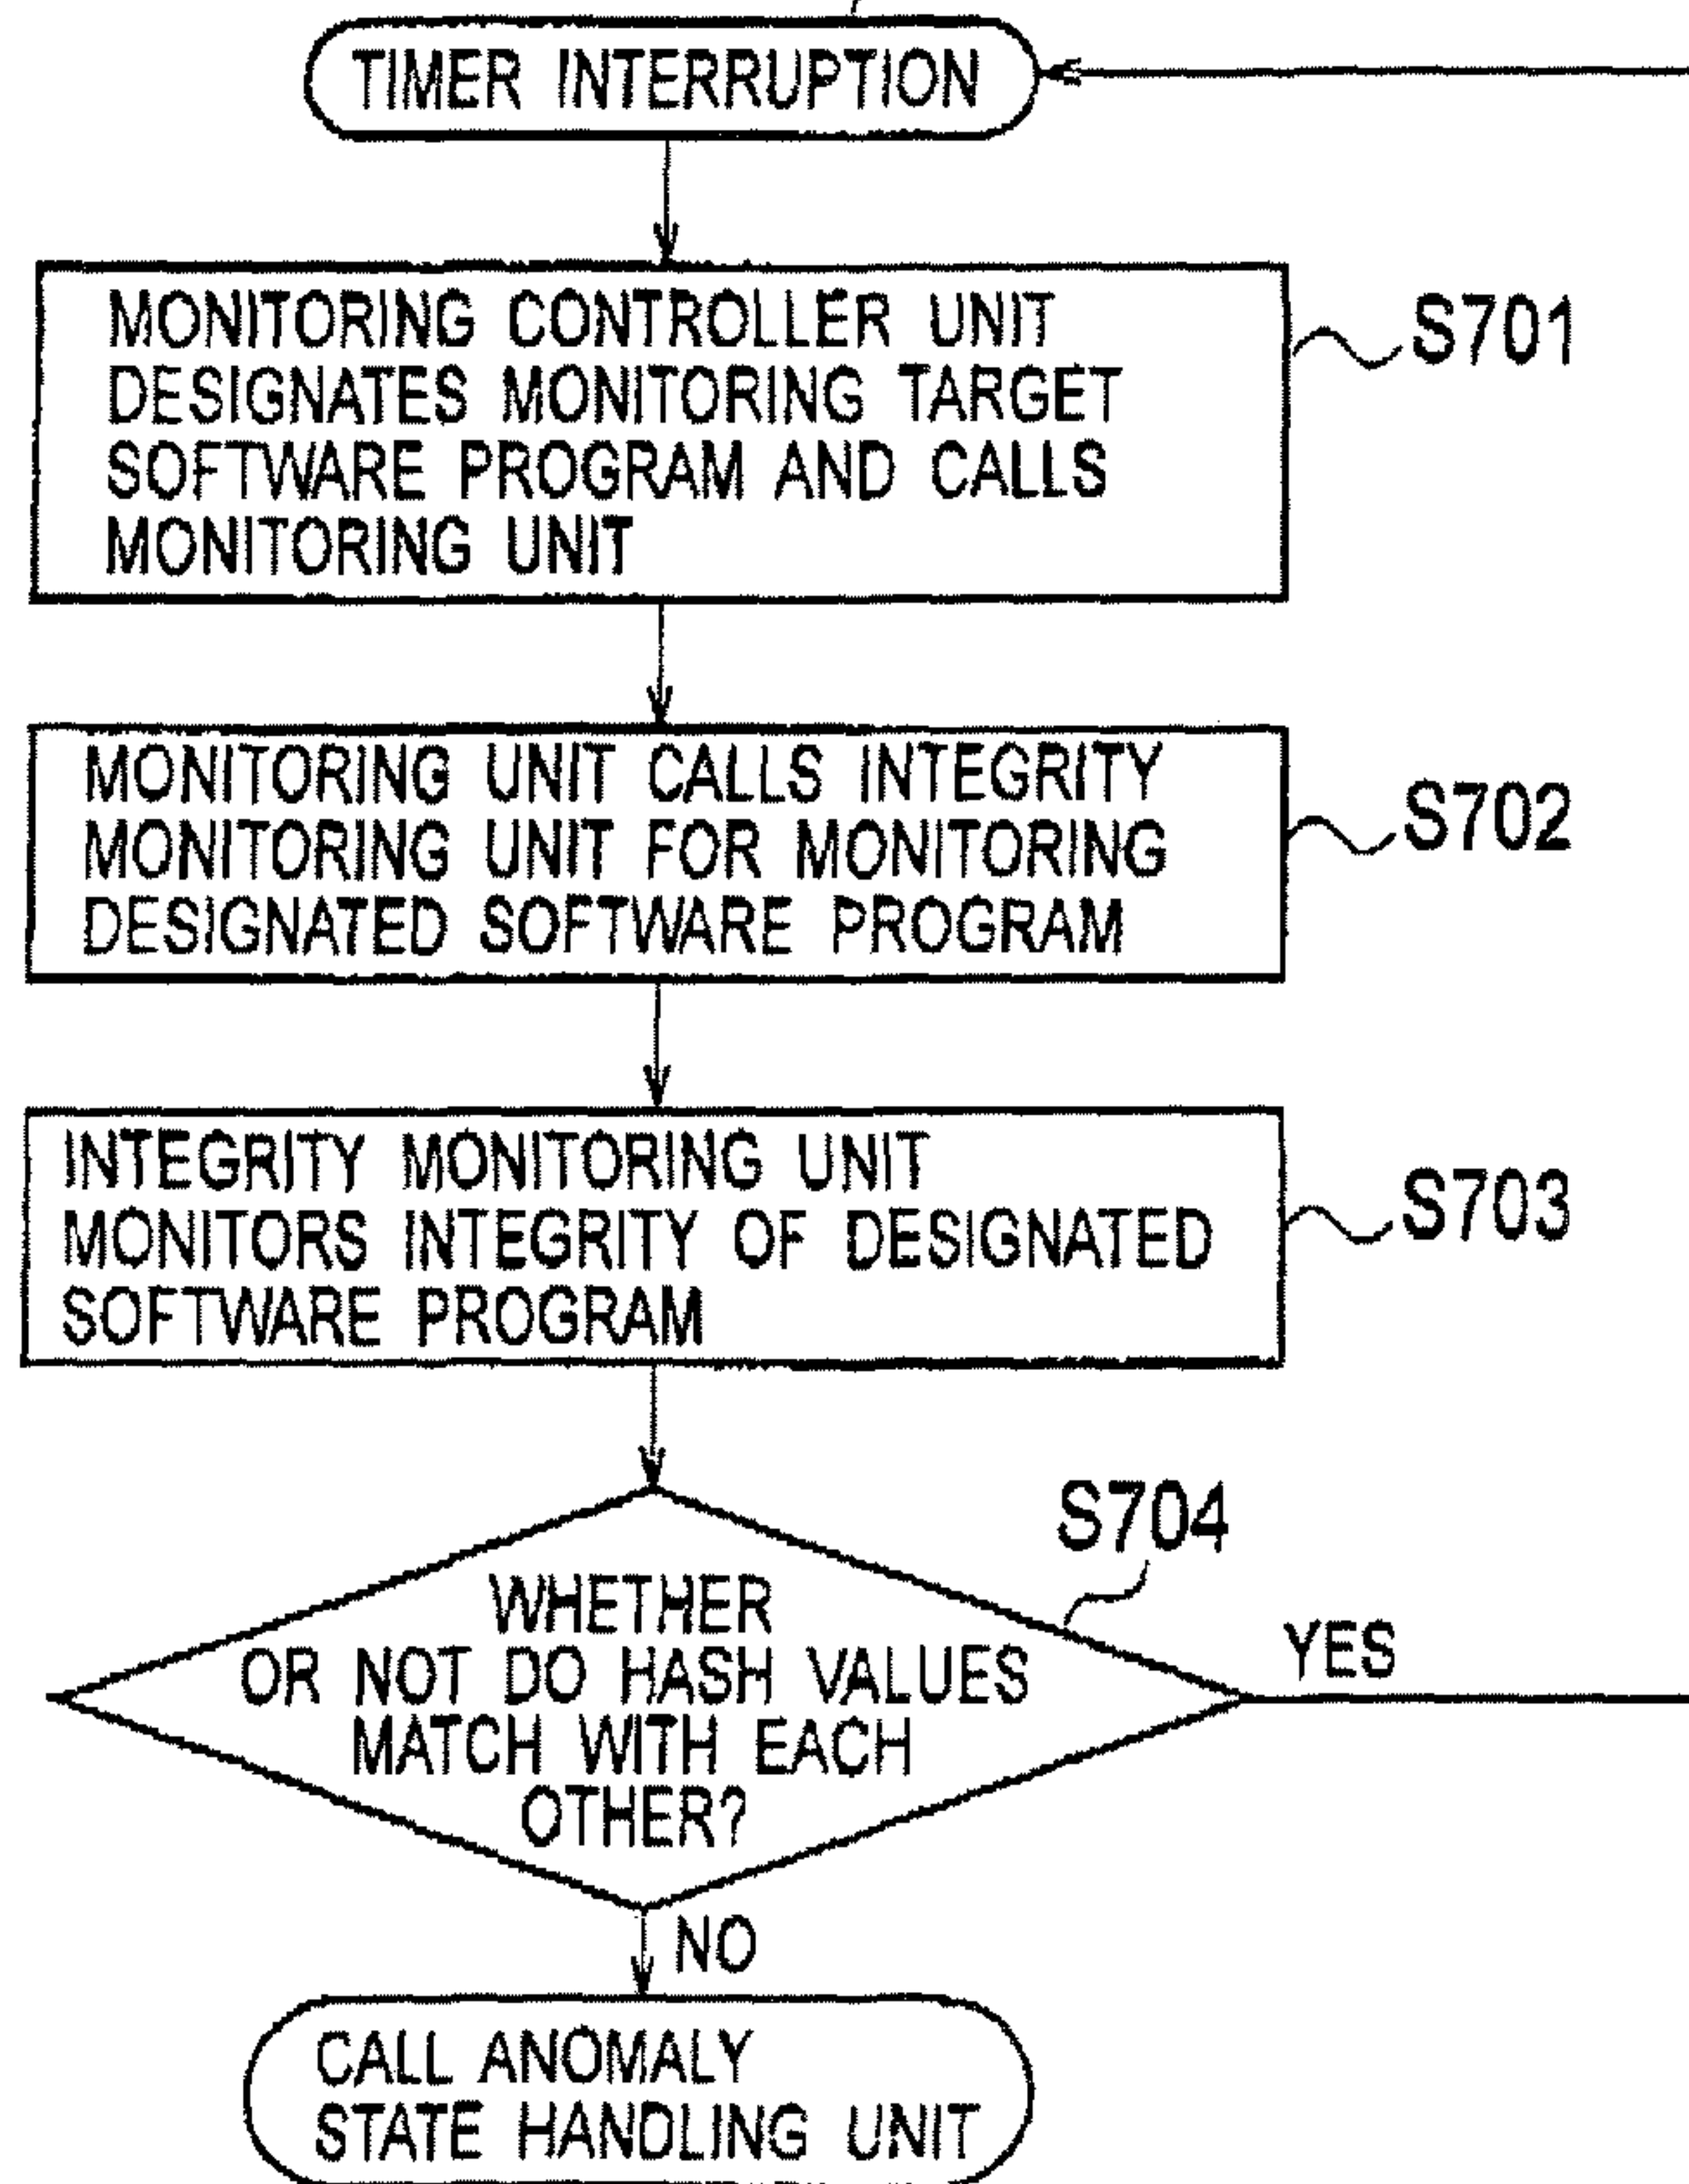 TIMER INTERRUPTION
MONITORING CONTROLLER UNIT
DESIGNATES MONITORING TARGET
SOFTWARE PROGRAM AND CALLS
MONITORING UNIT
S701
MONITORING UNIT CALLS INTEGRITY
MONITORING UNIT FOR MONITORING
DESIGNATED SOFTWARE PROGRAM
S702
INTEGRITY MONITORING UNIT
MONITORS INTEGRITY OF DESIGNATED
SOFTWARE PROGRAM
S703
S704
WHETHER
OR NOT DO HASH VALUES
MATCH WITH EACH
OTHER?
YES
NO
CALL ANOMALY
STATE HANDLING UNIT